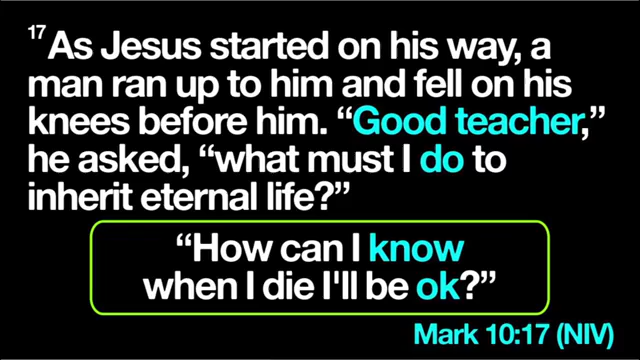 17 As Jesus started on his way, a
man ran up to him and fell on his
knees before him. “Good teacher,”
he asked, “what must I do to
inherit eternal life?”
“How can I know
when I die I'll be ok?”
Mark 10:17 (NIV)